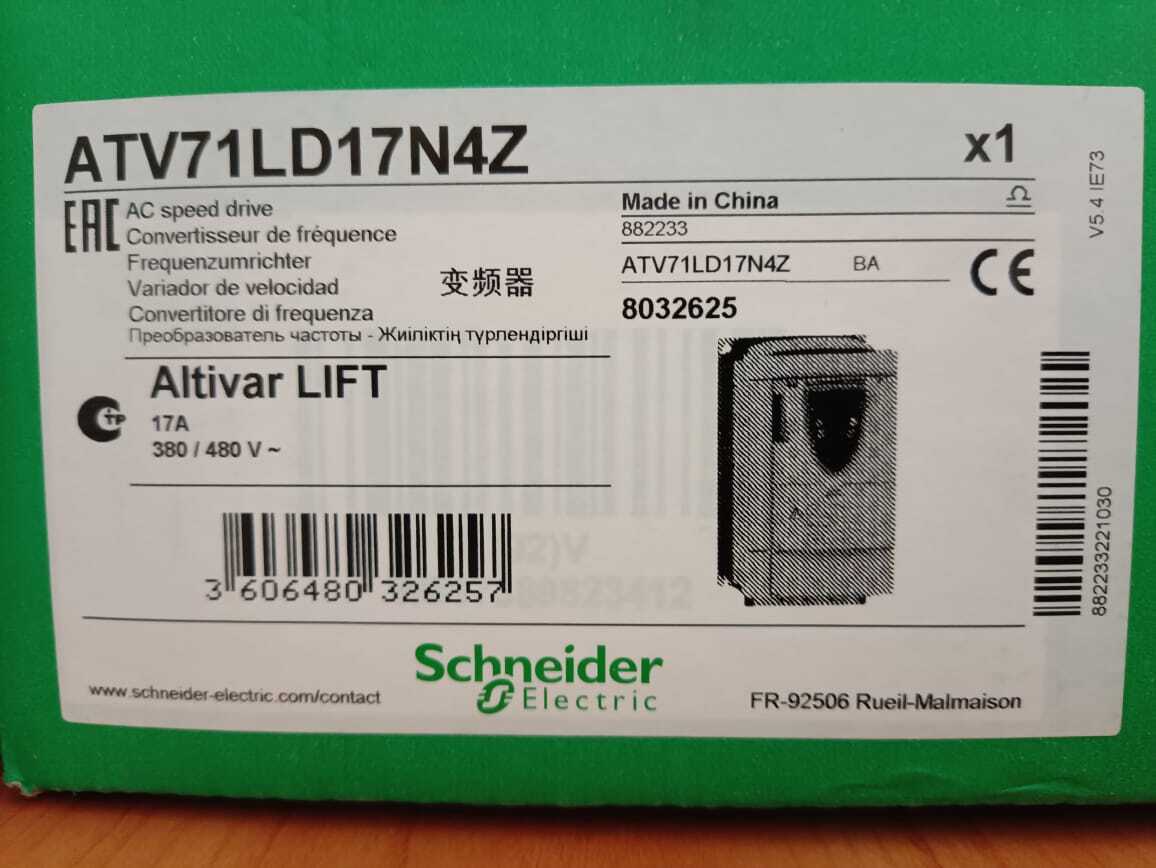 ATV71LD17N4Z
x1
V5.4 IE73
EAC
AC speed drive
Convertisseur de fréquence
Frequenzumrichter
Variador de velocidad
变频器
Convertitore di frequenza
Преобразователь частоты - Жиіліктің түрлендіргіші
Made in China
882233
ATV71LD17N4Z BA
8032625
CE
Altivar LIFT
17A
380 / 480 V ~
3 606480 326257
882233221030
Schneider
Electric
www.schneider-electric.com/contact
FR-92506 Rueil-Malmaison